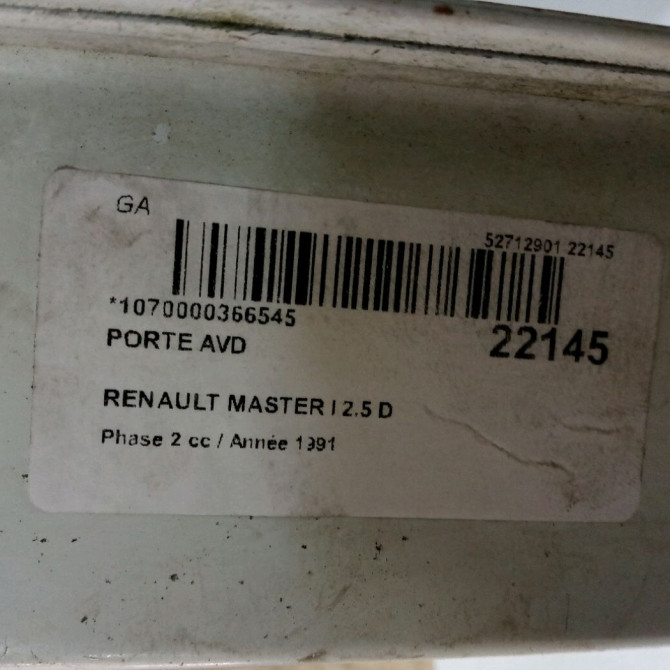 GA
52712901 22145
*1070000366545
PORTE AVD
22145
RENAULT MASTER I 2.5 D
Phase 2 cc / Année 1991